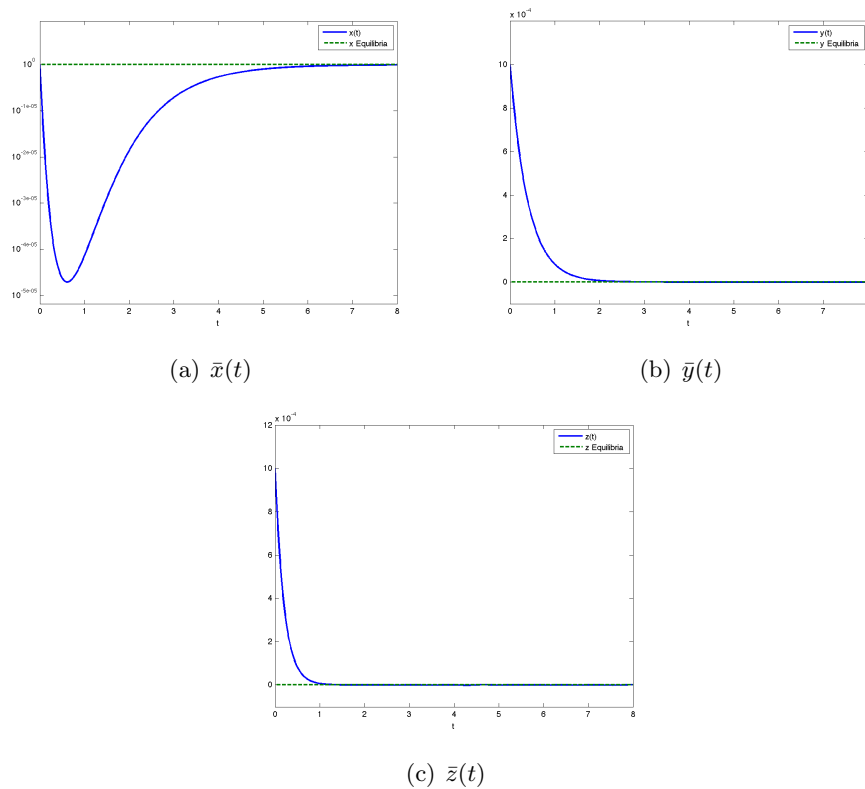 x(t)
x Equilibria
10^0
10^-1e-05
10^-2e-05
10^-3e-05
10^-4e-05
10^-5e-05
0 1 2 3 4 5 6 7 8
t
(a) x̄(t)
x 10^-4
y(t)
y Equilibria
10
8
6
4
2
0
0 1 2 3 4 5 6 7
t
(b) ȳ(t)
x 10^-4
12
z(t)
z Equilibria
10
8
6
4
2
0
0 1 2 3 4 5 6 7 8
t
(c) z̄(t)